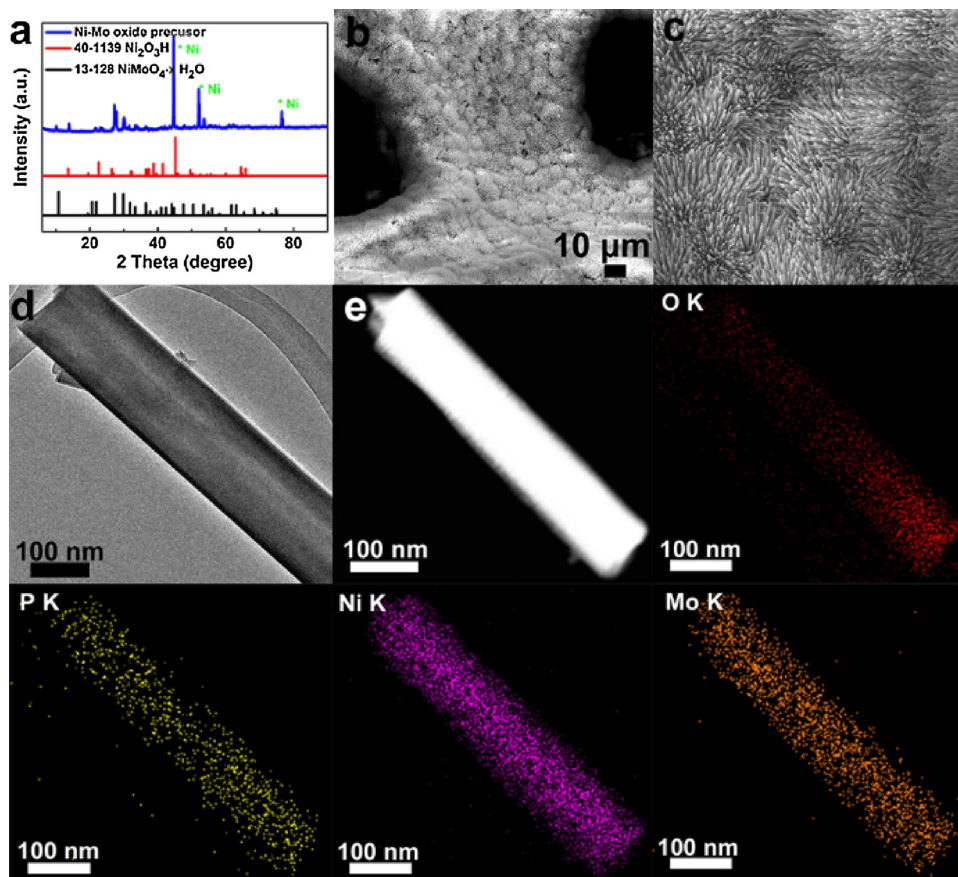 a
Intensity (a.u.)
Ni-Mo oxide precusor
40-1139 Ni₂O₃H
13-128 NiMoO₄·x H₂O
* Ni
* Ni
* Ni
20 40 60 80
2 Theta (degree)
b
10 μm
c
d
100 nm
e
100 nm
O K
100 nm
P K
100 nm
Ni K
100 nm
Mo K
100 nm